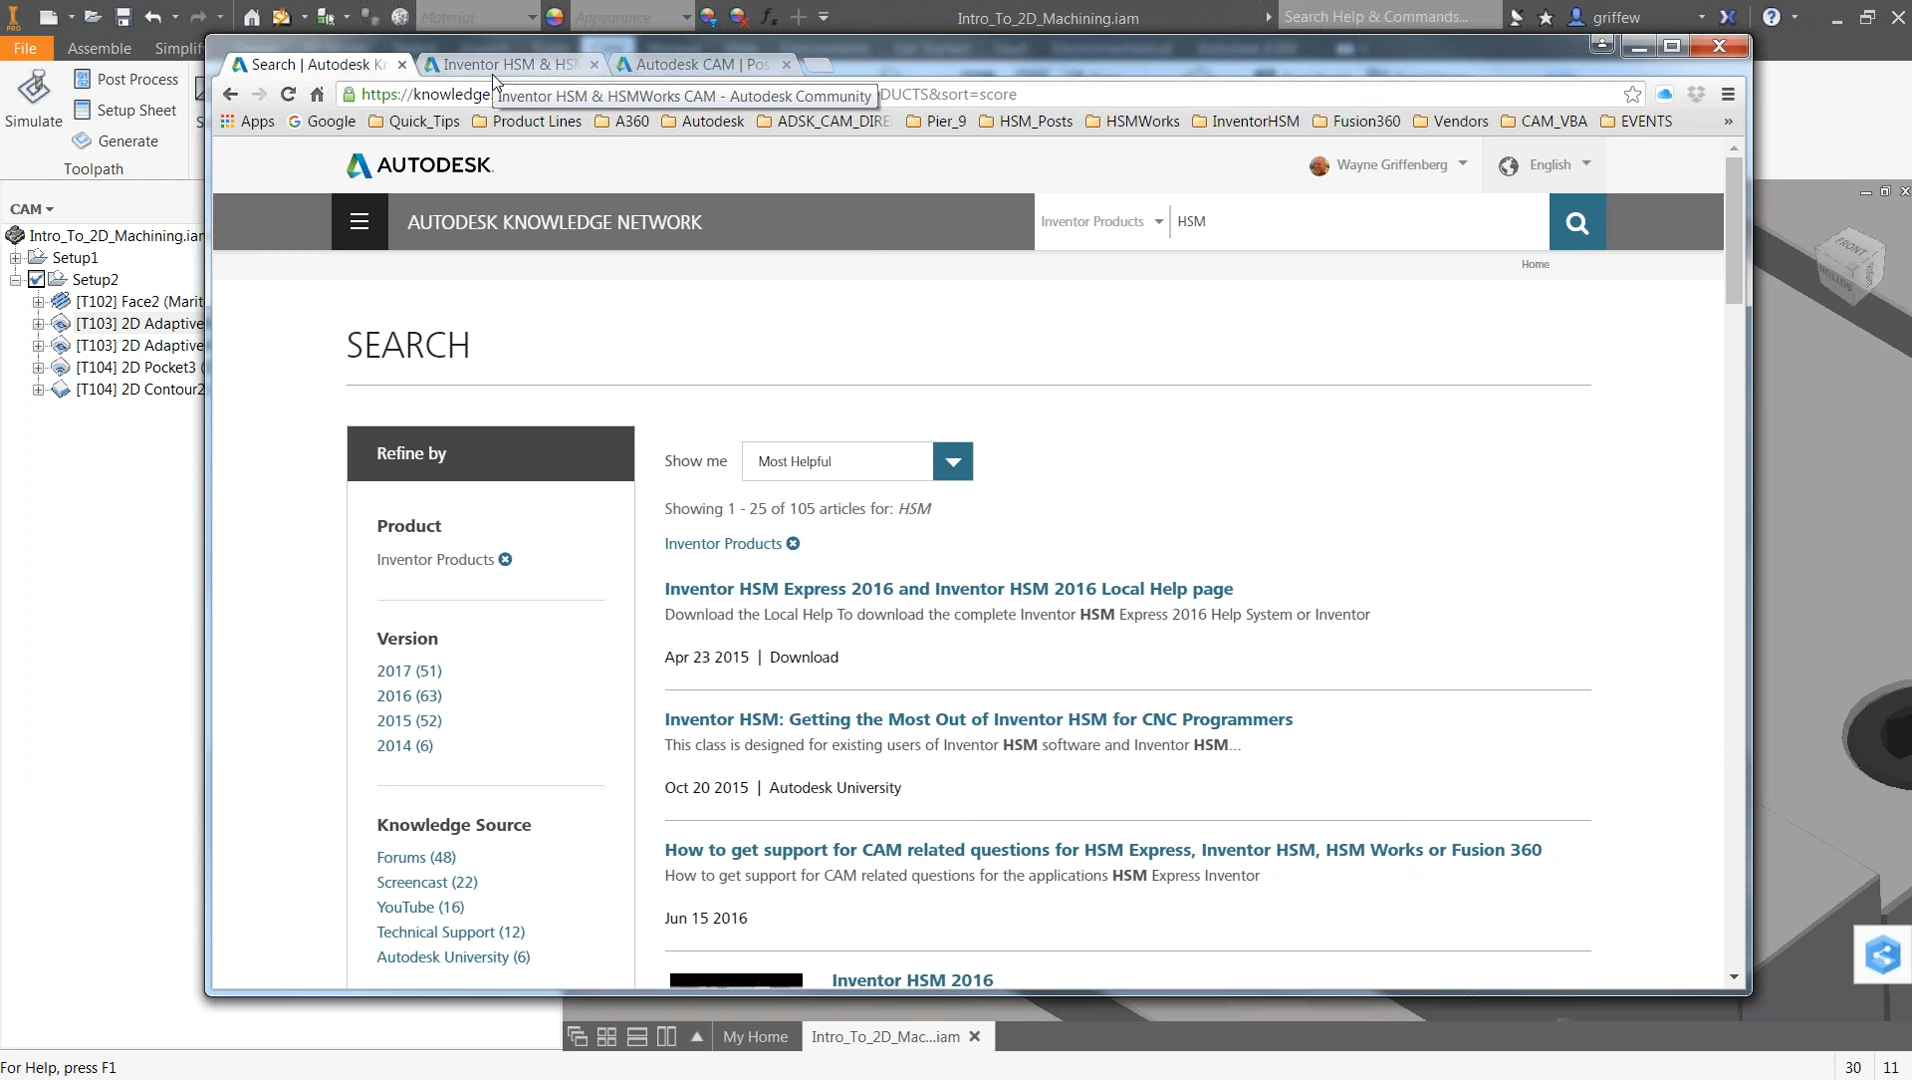 PRO
Material
Appearance
Intro_To_2D_Machining.iam
Search Help & Commands...
griffew
File
Assemble
Simplify
Post Process
Setup Sheet
Generate
Simulate
Toolpath
CAM
Intro_To_2D_Machining.iam
Setup1
Setup2
[T102] Face2 (Marit
[T103] 2D Adaptive
[T103] 2D Adaptive
[T104] 2D Pocket3 (
[T104] 2D Contour2
Search | Autodesk Kn
Inventor HSM & HSM
Autodesk CAM | Pos
https://knowledge.
Inventor HSM & HSMWorks CAM - Autodesk Community
DUCTS&sort=score
Apps
Google
Quick_Tips
Product Lines
A360
Autodesk
ADSK_CAM_DIRE
Pier_9
HSM_Posts
HSMWorks
InventorHSM
Fusion360
Vendors
CAM_VBA
EVENTS
»
AUTODESK.
Wayne Griffenberg
English
AUTODESK KNOWLEDGE NETWORK
Inventor Products
HSM
Home
SEARCH
Refine by
Product
Inventor Products
Version
2017 (51)
2016 (63)
2015 (52)
2014 (6)
Knowledge Source
Forums (48)
Screencast (22)
YouTube (16)
Technical Support (12)
Autodesk University (6)
Show me
Most Helpful
Showing 1 - 25 of 105 articles for: HSM
Inventor Products
Inventor HSM Express 2016 and Inventor HSM 2016 Local Help page
Download the Local Help To download the complete Inventor HSM Express 2016 Help System or Inventor
Apr 23 2015 | Download
Inventor HSM: Getting the Most Out of Inventor HSM for CNC Programmers
This class is designed for existing users of Inventor HSM software and Inventor HSM...
Oct 20 2015 | Autodesk University
How to get support for CAM related questions for HSM Express, Inventor HSM, HSM Works or Fusion 360
How to get support for CAM related questions for the applications HSM Express Inventor
Jun 15 2016
Inventor HSM 2016
FRONT
BOTTOM
My Home
Intro_To_2D_Mac...iam
For Help, press F1
30
11